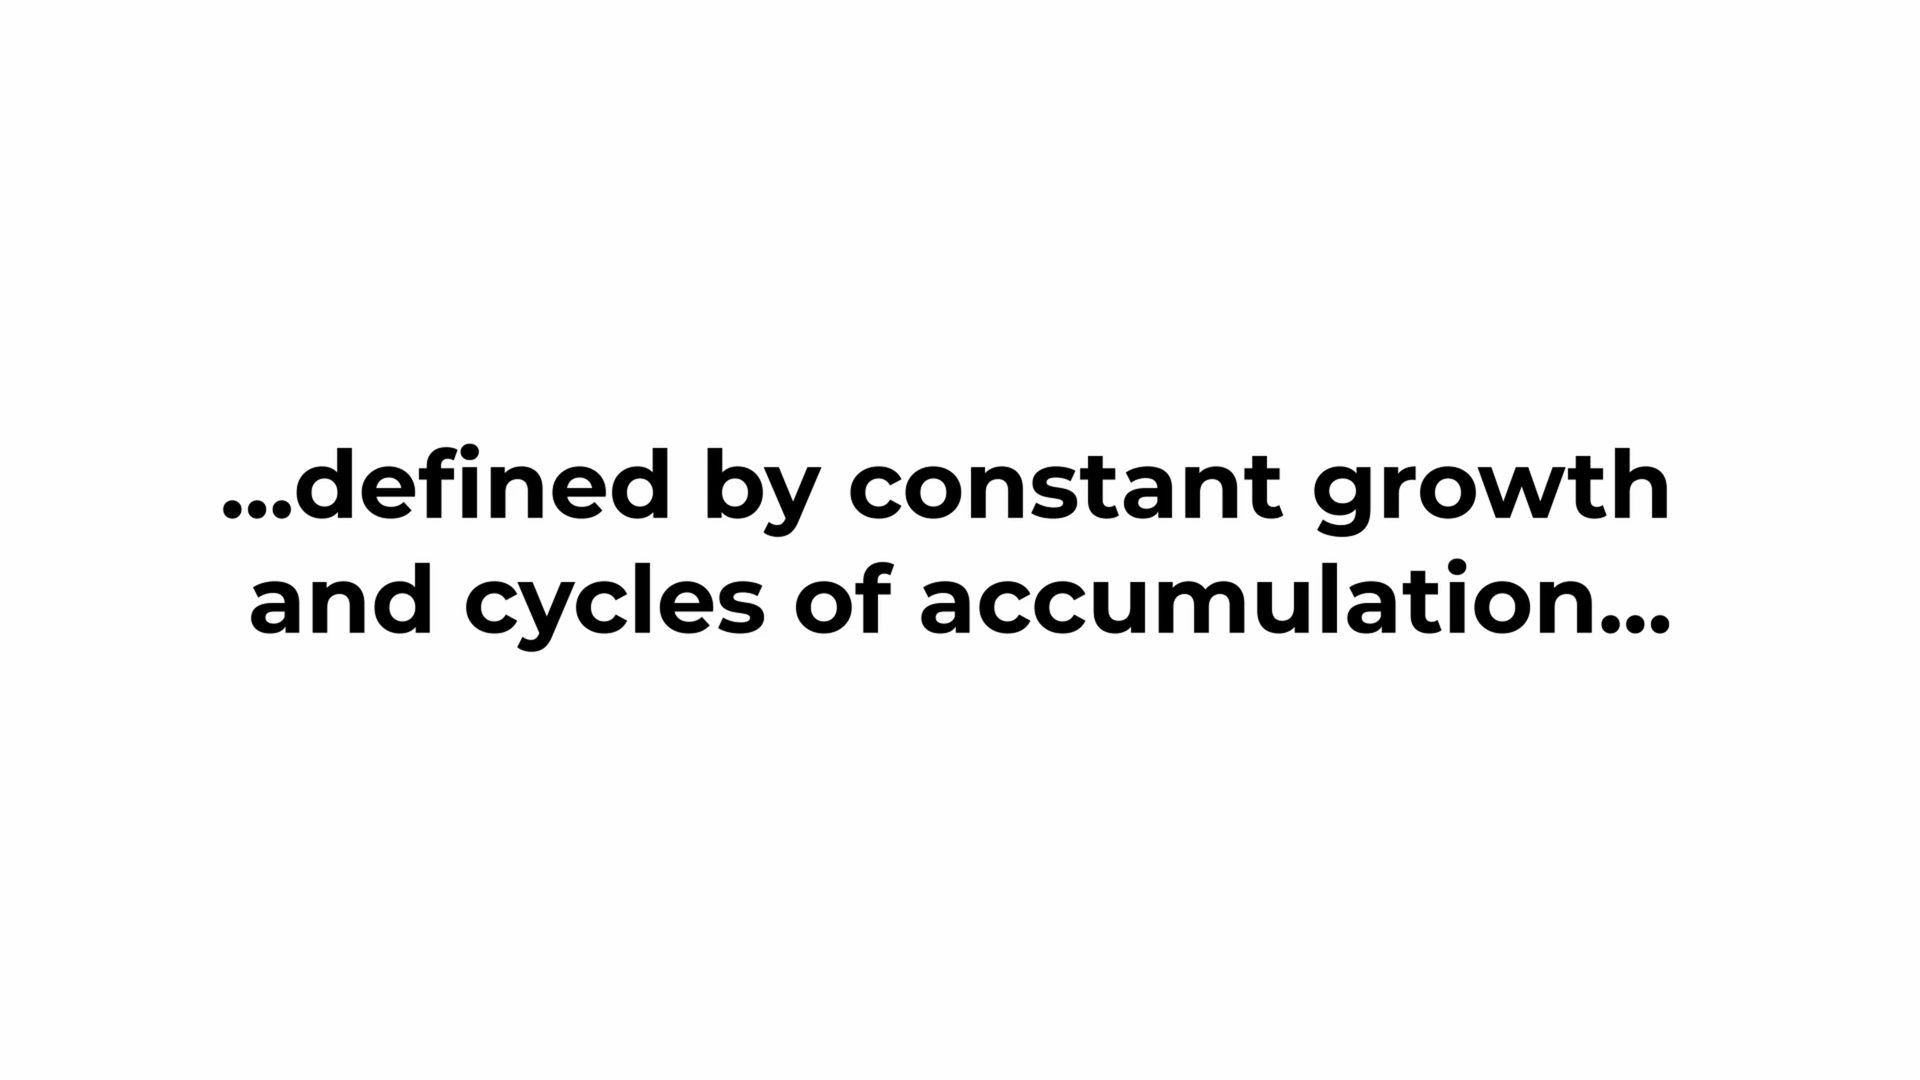 ...defined by constant growth
and cycles of accumulation...